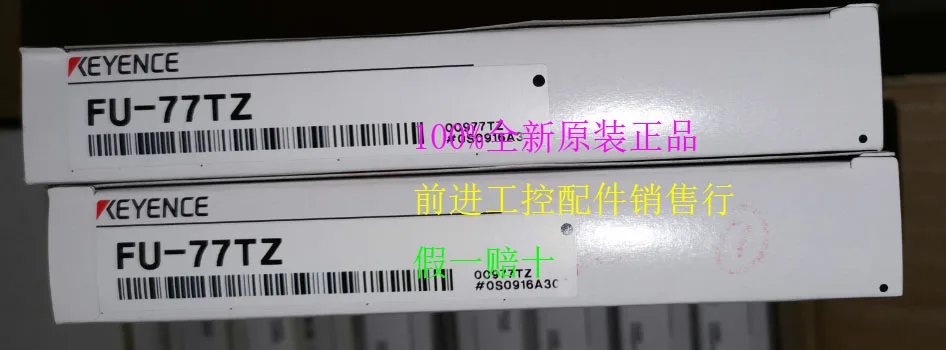 KEYENCE
FU-77TZ
00977TZ
#0S0916A3
100%全新原装正品
KEYENCE
FU-77TZ
00977TZ
#0S0916A3C
前进工控配件销售行
假一赔十